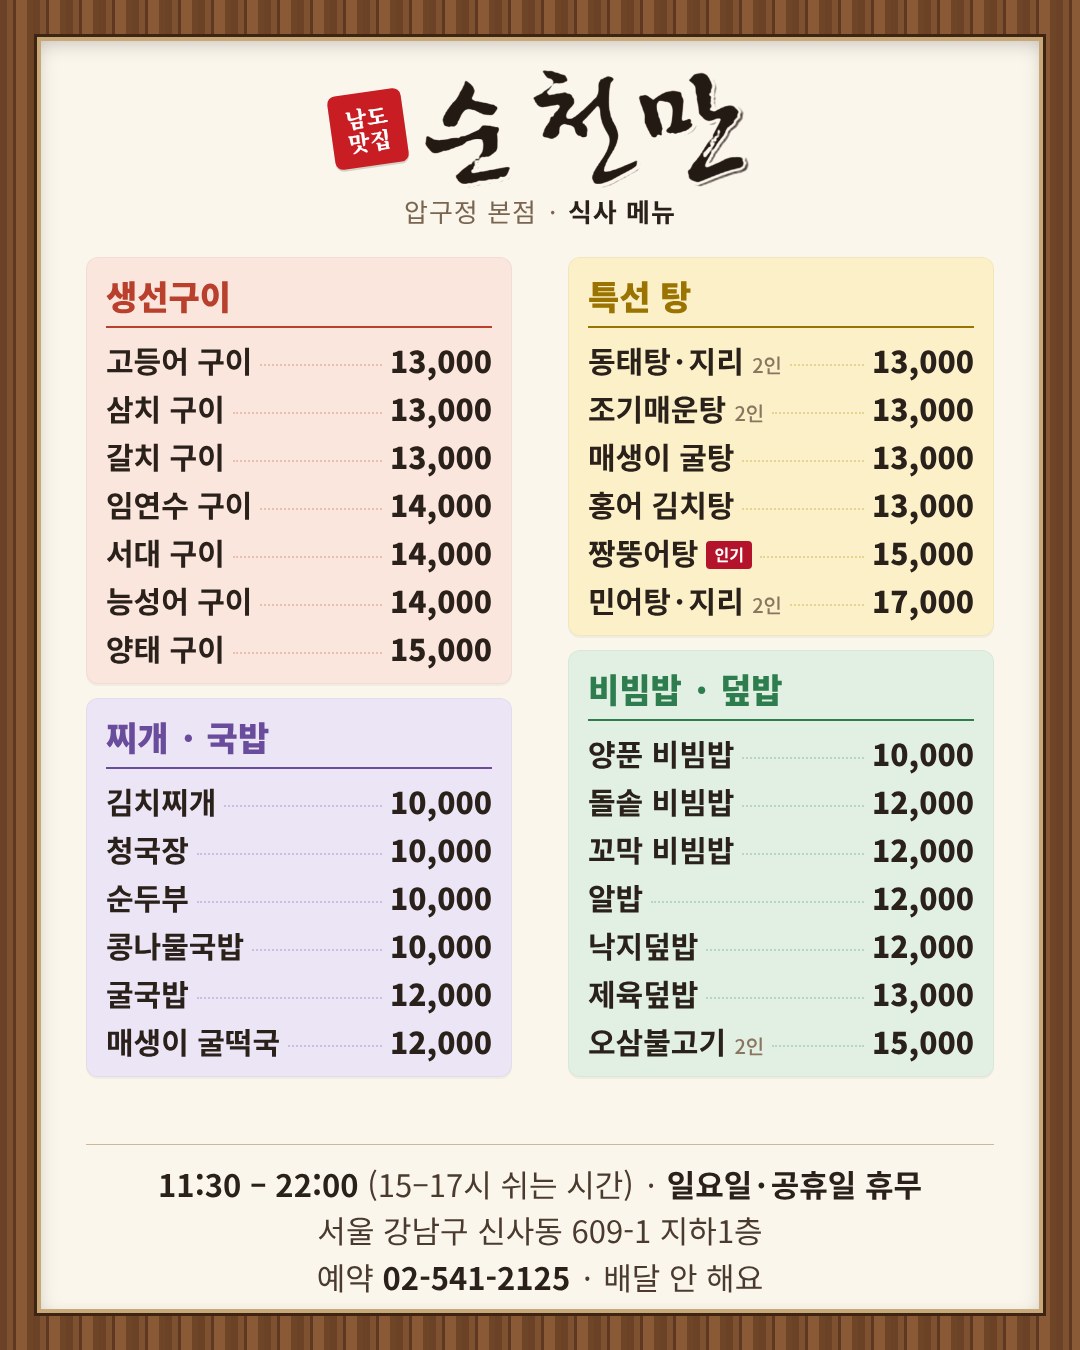 남도
맛집
순천만
압구정 본점 · 식사 메뉴
생선구이
고등어 구이 13,000
삼치 구이 13,000
갈치 구이 13,000
임연수 구이 14,000
서대 구이 14,000
능성어 구이 14,000
양태 구이 15,000
찌개 · 국밥
김치찌개 10,000
청국장 10,000
순두부 10,000
콩나물국밥 10,000
굴국밥 12,000
매생이 굴떡국 12,000
특선 탕
동태탕·지리 2인 13,000
조기매운탕 2인 13,000
매생이 굴탕 13,000
홍어 김치탕 13,000
짱뚱어탕 인기 15,000
민어탕·지리 2인 17,000
비빔밥 · 덮밥
양푼 비빔밥 10,000
돌솥 비빔밥 12,000
꼬막 비빔밥 12,000
알밥 12,000
낙지덮밥 12,000
제육덮밥 13,000
오삼불고기 2인 15,000
11:30 – 22:00 (15–17시 쉬는 시간) · 일요일·공휴일 휴무
서울 강남구 신사동 609-1 지하1층
예약 02-541-2125 · 배달 안 해요